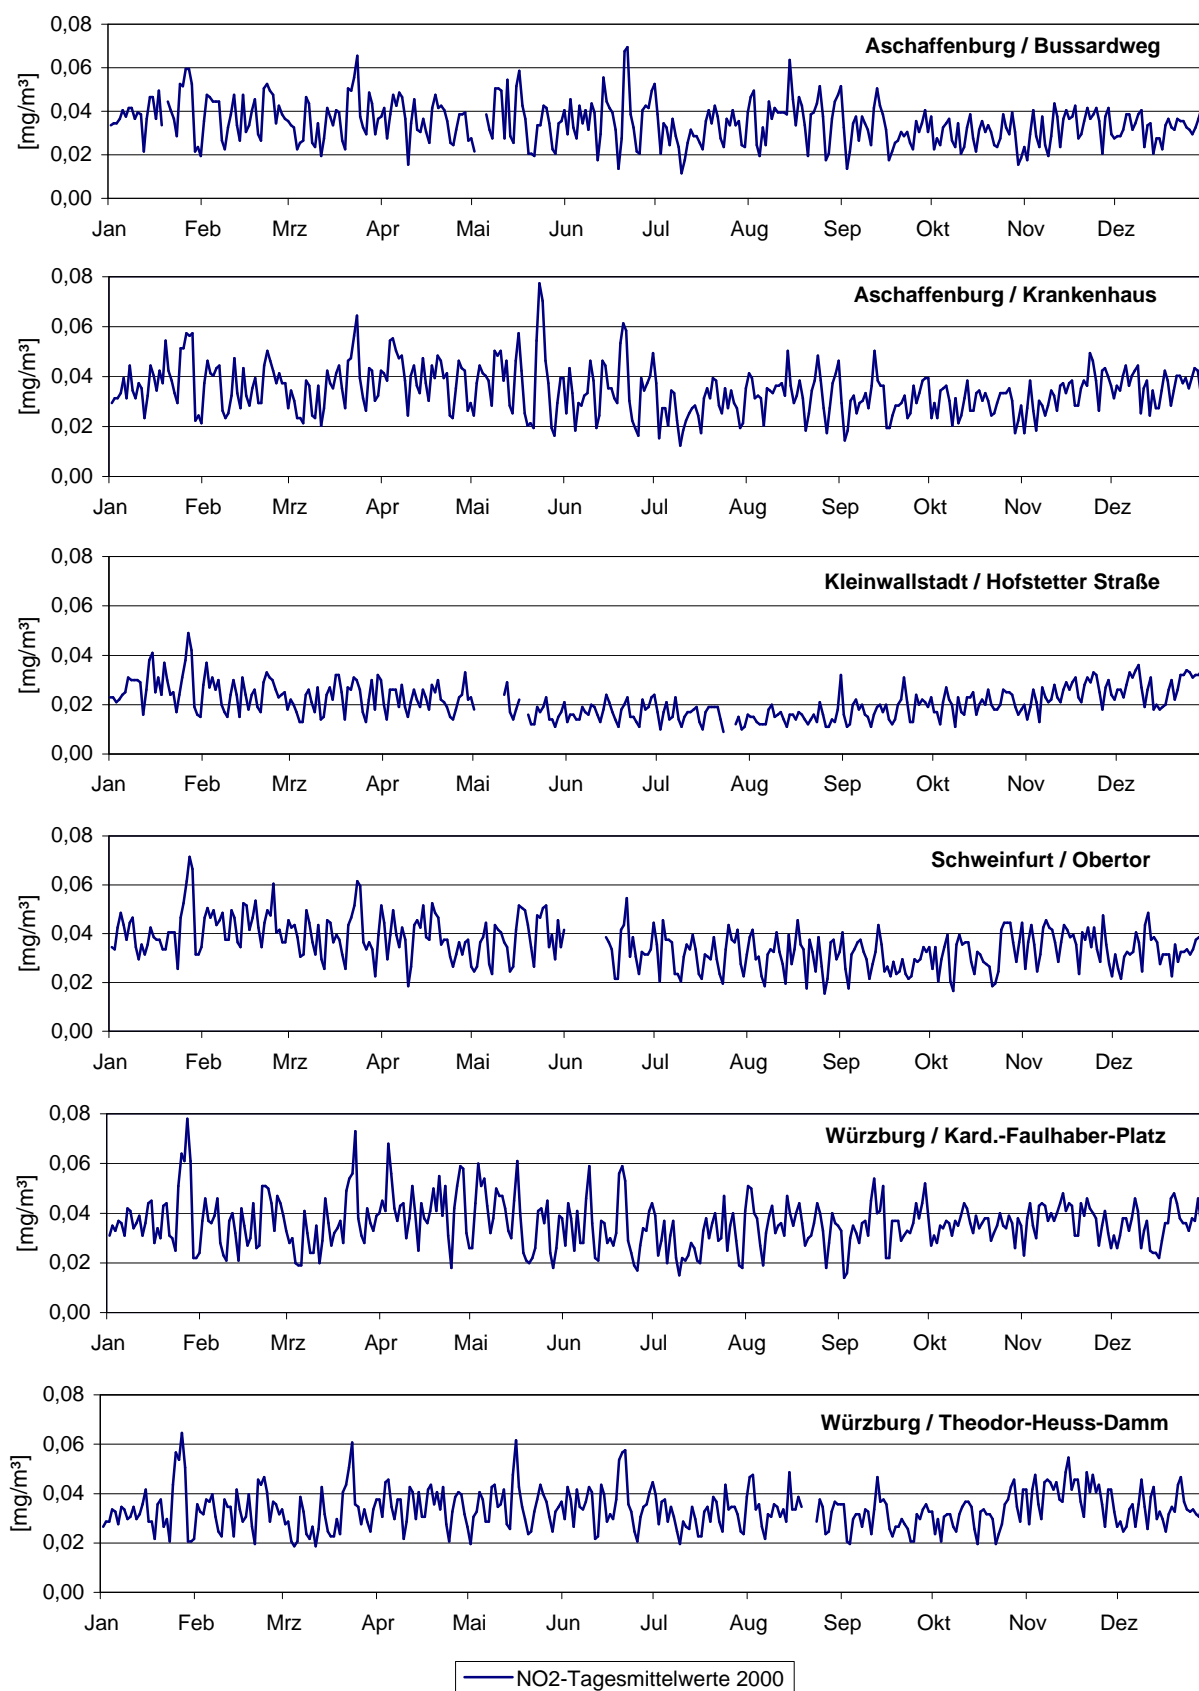 Aschaffenburg / Bussardweg
[mg/m³]
0,08
0,06
0,04
0,02
0,00
Jan Feb Mrz Apr Mai Jun Jul Aug Sep Okt Nov Dez
Aschaffenburg / Krankenhaus
[mg/m³]
0,08
0,06
0,04
0,02
0,00
Jan Feb Mrz Apr Mai Jun Jul Aug Sep Okt Nov Dez
Kleinwallstadt / Hofstetter Straße
[mg/m³]
0,08
0,06
0,04
0,02
0,00
Jan Feb Mrz Apr Mai Jun Jul Aug Sep Okt Nov Dez
Schweinfurt / Obertor
[mg/m³]
0,08
0,06
0,04
0,02
0,00
Jan Feb Mrz Apr Mai Jun Jul Aug Sep Okt Nov Dez
Würzburg / Kard.-Faulhaber-Platz
[mg/m³]
0,08
0,06
0,04
0,02
0,00
Jan Feb Mrz Apr Mai Jun Jul Aug Sep Okt Nov Dez
Würzburg / Theodor-Heuss-Damm
[mg/m³]
0,08
0,06
0,04
0,02
0,00
Jan Feb Mrz Apr Mai Jun Jul Aug Sep Okt Nov Dez
NO2-Tagesmittelwerte 2000